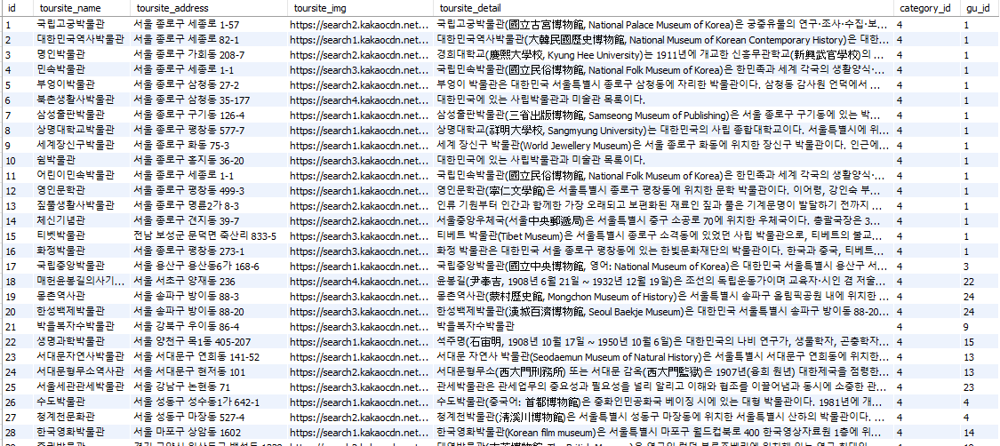 id toursite_name toursite_address toursite_img toursite_detail category_id gu_id
1 국립고궁박물관 서울 종로구 세종로 1-57 https://search2.kakaocdn.net... 국립고궁박물관(國立古宮博物館, National Palace Museum of Korea)은 궁중유물의 연구·조사·수집·보... 4 1
2 대한민국역사박물관 서울 종로구 세종로 82-1 https://search1.kakaocdn.net... 대한민국역사박물관(大韓民國歷史博物館, National Museum of Korean Contemporary History)은 대한... 4 1
3 명인박물관 서울 종로구 가회동 208-7 https://search2.kakaocdn.net... 경희대학교(慶熙大學校, Kyung Hee University)는 1911년에 개교한 신흥무관학교(新興武官學校)의 ... 4 1
4 민속박물관 서울 종로구 세종로 1-1 https://search3.kakaocdn.net... 국립민속박물관(國立民俗博物館, National Folk Museum of Korea)은 한민족과 세계 각국의 생활양식·... 4 1
5 부엉이박물관 서울 종로구 삼청동 27-2 https://search2.kakaocdn.net... 부엉이 박물관은 대한민국 서울특별시 종로구 삼청동에 자리한 박물관이다. 삼청동 감사원 언덕에서 ... 4 1
6 북촌생활사박물관 서울 종로구 삼청동 35-177 https://search4.kakaocdn.net... 대한민국에 있는 사립박물관과 미술관 목록이다. 4 1
7 삼성출판박물관 서울 종로구 구기동 126-4 https://search1.kakaocdn.net... 삼성출판박물관(三省出版博物館, Samseong Museum of Publishing)은 서울 종로구 구기동에 있는 박... 4 1
8 상명대학교박물관 서울 종로구 평창동 577-7 https://search1.kakaocdn.net... 상명대학교(祥明大學校, Sangmyung University)는 대한민국의 사립 종합대학교이다. 서울특별시에 위... 4 1
9 세계장신구박물관 서울 종로구 화동 75-3 https://search1.kakaocdn.net... 세계 장신구 박물관(World Jewellery Museum)은 서울 종로구 화동에 위치한 장신구 박물관이다. 인근에... 4 1
10 쉼박물관 서울 종로구 홍지동 36-20 https://search3.kakaocdn.net... 대한민국에 있는 사립박물관과 미술관 목록이다. 4 1
11 어린이민속박물관 서울 종로구 세종로 1-1 https://search2.kakaocdn.net... 국립민속박물관(國立民俗博物館, National Folk Museum of Korea)은 한민족과 세계 각국의 생활양식·... 4 1
12 영인문학관 서울 종로구 평창동 499-3 https://search1.kakaocdn.net... 영인문학관(寧仁文學館)은 서울특별시 종로구 평창동에 위치한 문학 박물관이다. 이어령, 강인숙 부... 4 1
13 짚풀생활사박물관 서울 종로구 명륜2가 8-3 https://search2.kakaocdn.net... 인류 기원부터 인간과 함께한 가장 오래되고 보편화된 재료인 짚과 풀은 기계문명이 발달하기 전까지 ... 4 1
14 체신기념관 서울 종로구 견지동 39-7 https://search2.kakaocdn.net... 서울중앙우체국(서울中央郵遞局)은 서울특별시 중구 소공로 70에 위치한 우체국이다. 총괄국장은 3... 4 1
15 티벳박물관 전남 보성군 문덕면 죽산리 833-5 https://search3.kakaocdn.net... 티베트 박물관(Tibet Museum)은 서울특별시 종로구 소격동에 있었던 사립 박물관으로, 티베트의 불교... 4 1
16 화정박물관 서울 종로구 평창동 273-1 https://search3.kakaocdn.net... 화정 박물관은 대한민국 서울 종로구 평창동에 있는 한빛문화재단의 박물관이다. 한국과 중국, 티베트... 4 1
17 국립중앙박물관 서울 용산구 용산동6가 168-6 https://search1.kakaocdn.net... 국립중앙박물관(國立中央博物館, 영어: National Museum of Korea)은 대한민국 서울특별시 용산구 서... 4 3
18 매헌윤봉길의사기... 서울 서초구 양재동 236 https://search4.kakaocdn.net... 윤봉길(尹奉吉, 1908년 6월 21일 ~ 1932년 12월 19일)은 조선의 독립운동가이며 교육자·시인 겸 저술... 4 22
19 몽촌역사관 서울 송파구 방이동 88-3 https://search3.kakaocdn.net... 몽촌역사관(蒙村歷史館, Mongchon Museum of History)은 서울특별시 송파구 올림픽공원 내에 위치한 ... 4 24
20 한성백제박물관 서울 송파구 방이동 88-20 https://search3.kakaocdn.net... 한성백제박물관(漢城百濟博物館, Seoul Baekje Museum)은 대한민국 서울특별시 송파구 방이동 88-20... 4 24
21 박을복자수박물관 서울 강북구 우이동 86-4 https://search3.kakaocdn.net... 박을복자수박물관 4 9
22 생명과학박물관 서울 양천구 목1동 405-207 https://search1.kakaocdn.net... 석주명(石宙明, 1908년 10월 17일 ~ 1950년 10월 6일)은 대한민국의 나비 연구가, 생물학자, 곤충학자... 4 15
23 서대문자연사박물관 서울 서대문구 연희동 141-52 https://search1.kakaocdn.net... 서대문 자연사 박물관(Seodaemun Museum of Natural History)은 서울특별시 서대문구 연희동에 위치한... 4 13
24 서대문형무소역사관 서울 서대문구 현저동 101 https://search2.kakaocdn.net... 서대문형무소(西大門刑務所) 또는 서대문 감옥(西大門監獄)은 1907년(융희 원년) 대한제국을 점령한... 4 13
25 서울세관관세박물관 서울 강남구 논현동 71 https://search3.kakaocdn.net... 관세박물관은 관세업무의 중요성과 필요성을 널리 알리고 이해와 협조를 이끌어냄과 동시에 소중한 관... 4 23
26 수도박물관 서울 성동구 성수동1가 642-1 https://search1.kakaocdn.net... 수도박물관(중국어: 首都博物館)은 중화인민공화국 베이징 시에 있는 대형 박물관이다. 1981년에 개... 4 4
27 청계천문화관 서울 성동구 마장동 527-4 https://search2.kakaocdn.net... 청계천박물관(淸溪川博物館)은 서울특별시 성동구 마장동에 위치한 서울특별시 산하의 박물관이다. ... 4 4
28 한국영화박물관 서울 마포구 상암동 1602 https://search1.kakaocdn.net... 한국영화박물관(Korean film museum)은 서울특별시 마포구 월드컵북로 400 한국영상자료원 1층에 위... 4 14